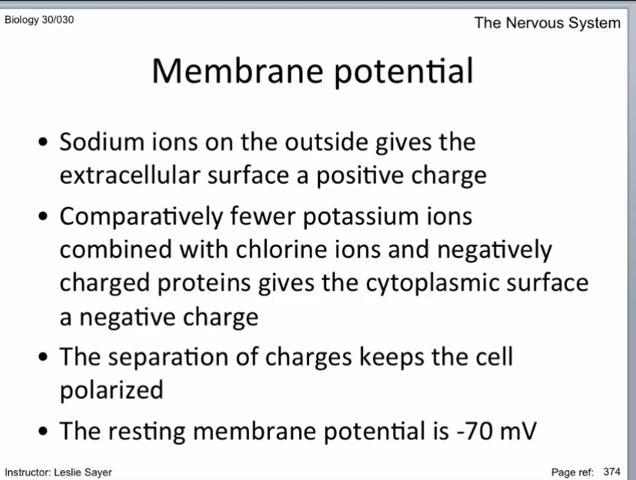 Biology 30/030
The Nervous System
Membrane potential
• Sodium ions on the outside gives the
extracellular surface a positive charge
• Comparatively fewer potassium ions
combined with chlorine ions and negatively
charged proteins gives the cytoplasmic surface
a negative charge
• The separation of charges keeps the cell
polarized
• The resting membrane potential is -70 mV
Instructor: Leslie Sayer
Page ref: 374